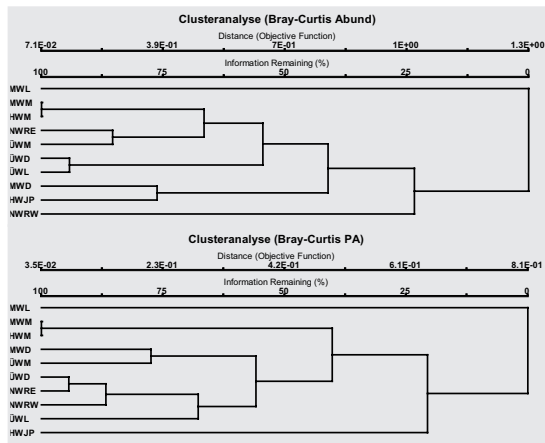 Clusteranalyse (Bray-Curtis Abund)
Distance (Objective Function)
7.1E-02 3.9E-01 7E-01 1E+00 1.3E+00
Information Remaining (%)
100 75 50 25 0
MWL
MWM
HWM
NWRE
ÜWM
ÜWD
ÜWL
MWD
HWJP
NWRW
Clusteranalyse (Bray-Curtis PA)
Distance (Objective Function)
3.5E-02 2.3E-01 4.2E-01 6.1E-01 8.1E-01
Information Remaining (%)
100 75 50 25 0
MWL
MWM
HWM
MWD
ÜWM
ÜWD
NWRE
NWRW
ÜWL
HWJP